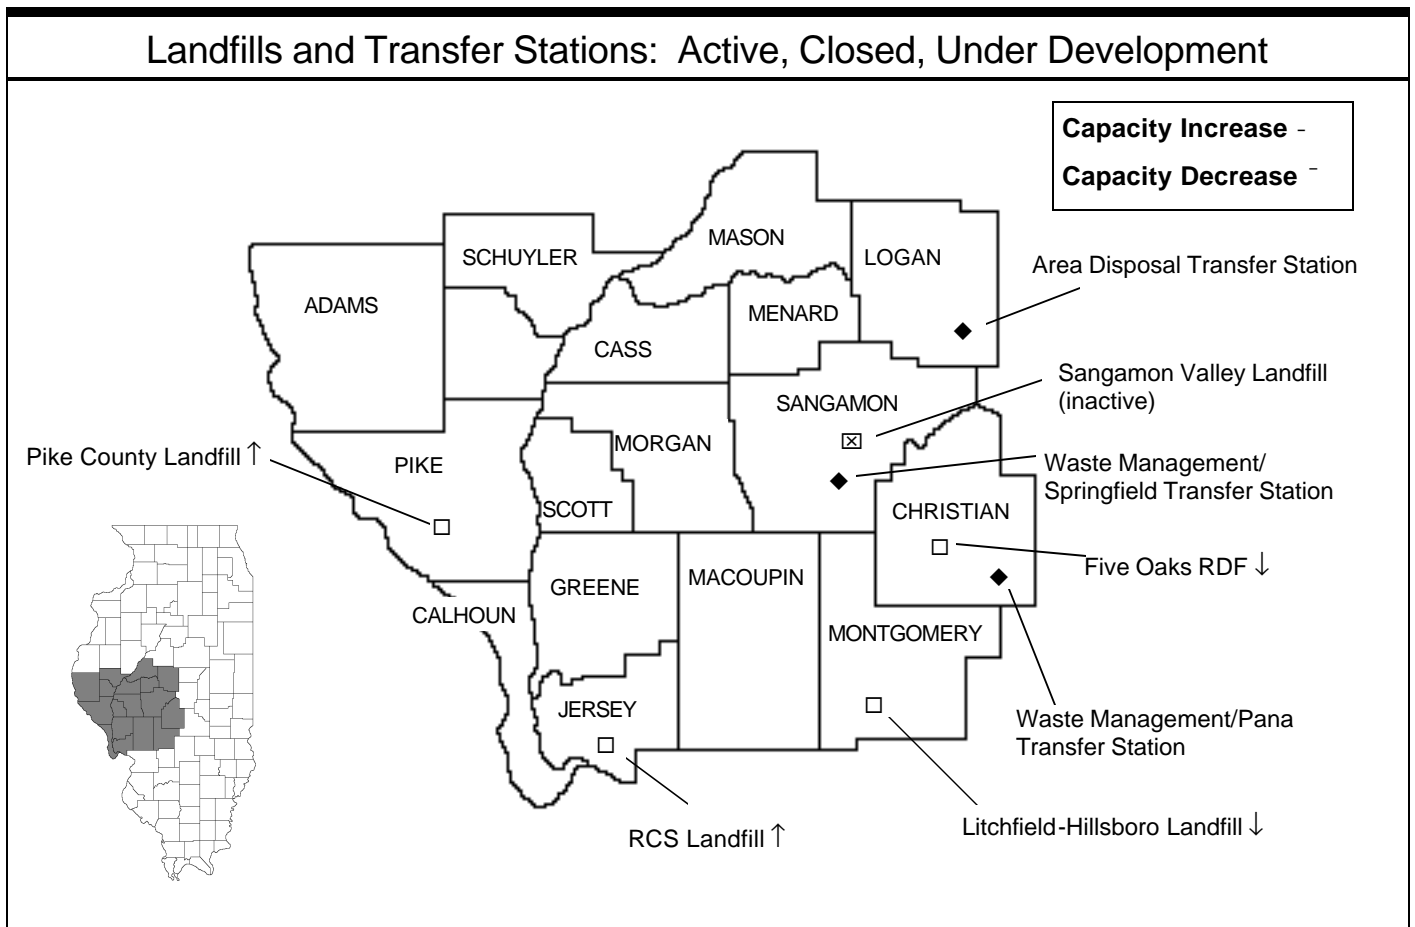 Landfills and Transfer Stations: Active, Closed, Under Development
Capacity Increase -
Capacity Decrease -
MASON
SCHUYLER
LOGAN
Area Disposal Transfer Station
ADAMS
MENARD
CASS
Sangamon Valley Landfill
(inactive)
SANGAMON
MORGAN
Pike County Landfill ↑
PIKE
Waste Management/
Springfield Transfer Station
SCOTT
CHRISTIAN
Five Oaks RDF ↓
GREENE
MACOUPIN
CALHOUN
MONTGOMERY
JERSEY
Waste Management/Pana
Transfer Station
RCS Landfill ↑
Litchfield-Hillsboro Landfill ↓